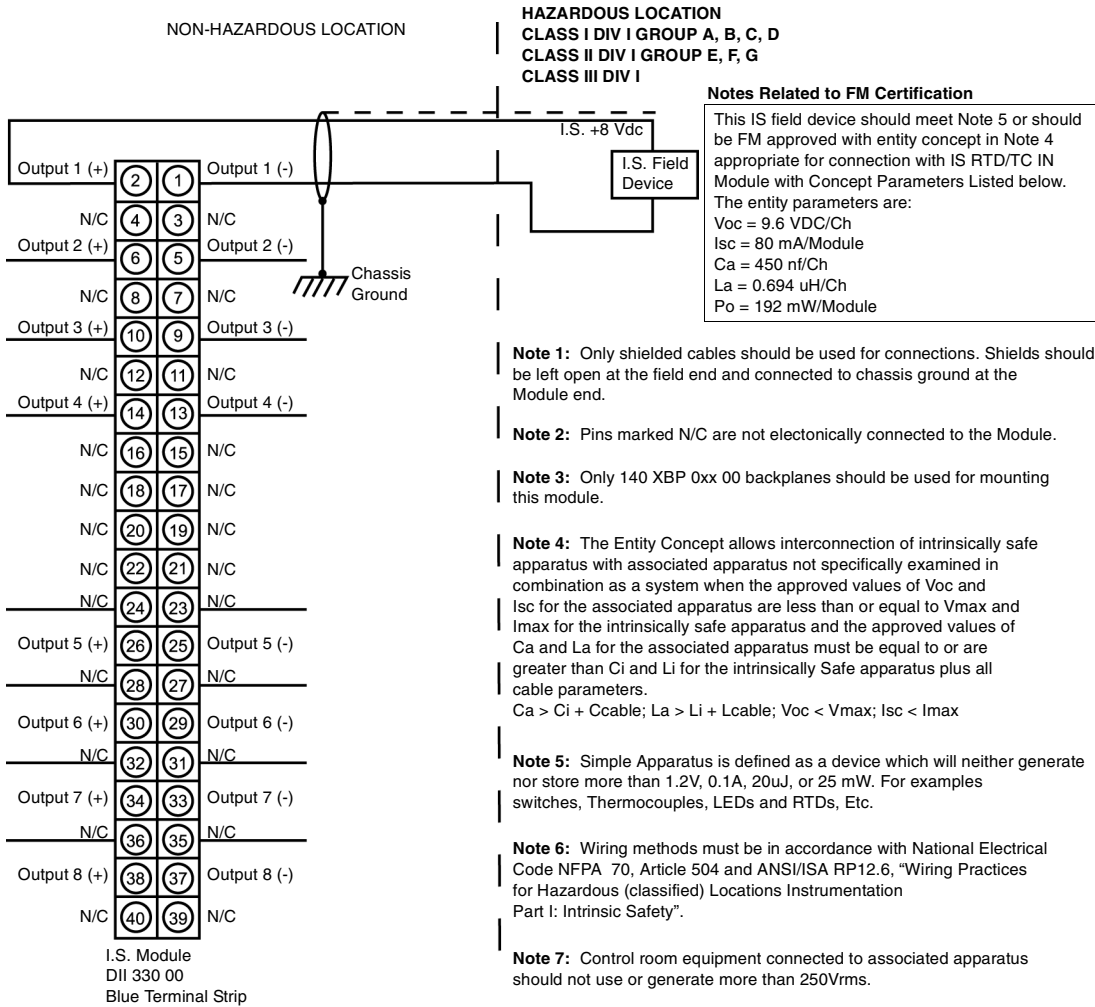 NON-HAZARDOUS LOCATION
HAZARDOUS LOCATION
CLASS I DIV I GROUP A, B, C, D
CLASS II DIV I GROUP E, F, G
CLASS III DIV I
Notes Related to FM Certification
This IS field device should meet Note 5 or should
be FM approved with entity concept in Note 4
appropriate for connection with IS RTD/TC IN
Module with Concept Parameters Listed below.
The entity parameters are:
Voc = 9.6 VDC/Ch
Isc = 80 mA/Module
Ca = 450 nf/Ch
La = 0.694 uH/Ch
Po = 192 mW/Module
I.S. +8 Vdc
I.S. Field
Device
Chassis
Ground
Output 1 (+) 2 1 Output 1 (-)
N/C 4 3 N/C
Output 2 (+) 6 5 Output 2 (-)
N/C 8 7 N/C
Output 3 (+) 10 9 Output 3 (-)
N/C 12 11 N/C
Output 4 (+) 14 13 Output 4 (-)
N/C 16 15 N/C
N/C 18 17 N/C
N/C 20 19 N/C
N/C 22 21 N/C
N/C 24 23 N/C
Output 5 (+) 26 25 Output 5 (-)
N/C 28 27 N/C
Output 6 (+) 30 29 Output 6 (-)
N/C 32 31 N/C
Output 7 (+) 34 33 Output 7 (-)
N/C 36 35 N/C
Output 8 (+) 38 37 Output 8 (-)
N/C 40 39 N/C
I.S. Module
DII 330 00
Blue Terminal Strip
Note 1: Only shielded cables should be used for connections. Shields should
be left open at the field end and connected to chassis ground at the
Module end.
Note 2: Pins marked N/C are not electonically connected to the Module.
Note 3: Only 140 XBP 0xx 00 backplanes should be used for mounting
this module.
Note 4: The Entity Concept allows interconnection of intrinsically safe
apparatus with associated apparatus not specifically examined in
combination as a system when the approved values of Voc and
Isc for the associated apparatus are less than or equal to Vmax and
Imax for the intrinsically safe apparatus and the approved values of
Ca and La for the associated apparatus must be equal to or are
greater than Ci and Li for the intrinsically Safe apparatus plus all
cable parameters.
Ca > Ci + Ccable; La > Li + Lcable; Voc < Vmax; Isc < Imax
Note 5: Simple Apparatus is defined as a device which will neither generate
nor store more than 1.2V, 0.1A, 20uJ, or 25 mW. For examples
switches, Thermocouples, LEDs and RTDs, Etc.
Note 6: Wiring methods must be in accordance with National Electrical
Code NFPA 70, Article 504 and ANSI/ISA RP12.6, “Wiring Practices
for Hazardous (classified) Locations Instrumentation
Part I: Intrinsic Safety”.
Note 7: Control room equipment connected to associated apparatus
should not use or generate more than 250Vrms.